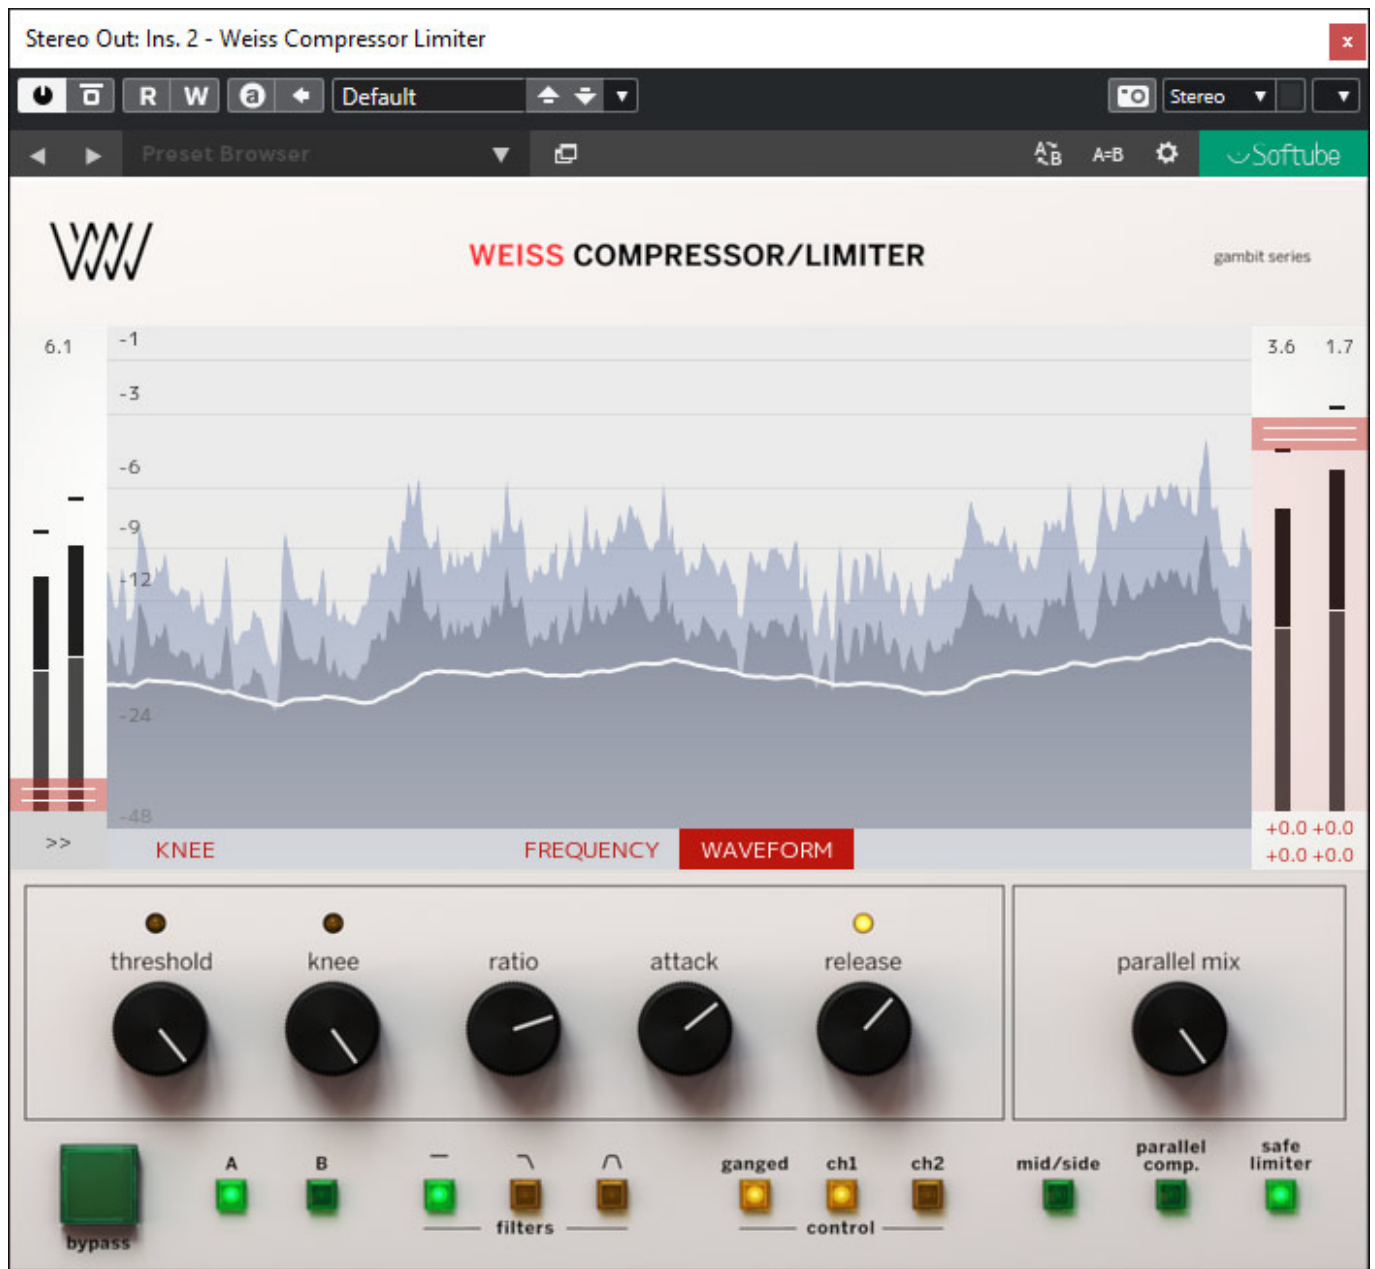 Stereo Out: Ins. 2 - Weiss Compressor Limiter
x
R W a Default Stereo
Preset Browser A B A=B Softube
WEISS COMPRESSOR/LIMITER
gambit series
6.1 -1 3.6 1.7
-3
-6
-9
-12
-24
-48
+0.0 +0.0
>> KNEE FREQUENCY WAVEFORM +0.0 +0.0
threshold knee ratio attack release parallel mix
A B ganged ch1 ch2 mid/side parallel comp. safe limiter
filters control
bypass